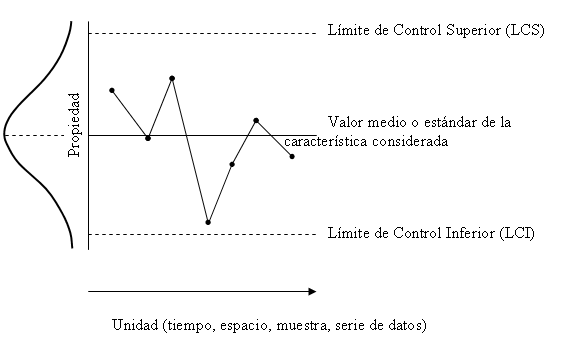 Límite de Control Superior (LCS)
Propiedad
Valor medio o estándar de la
característica considerada
Límite de Control Inferior (LCI)
Unidad (tiempo, espacio, muestra, serie de datos)